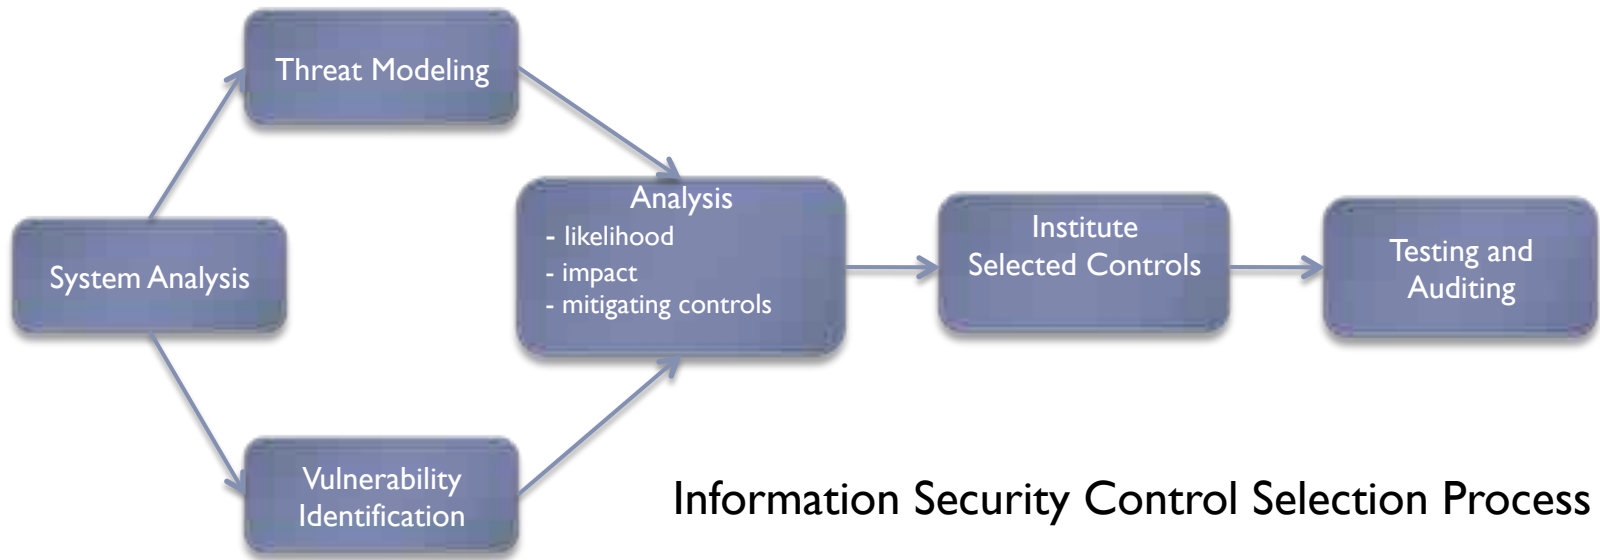 Threat Modeling
System Analysis
Analysis
- likelihood
- impact
- mitigating controls
Institute
Selected Controls
Testing and
Auditing
Vulnerability
Identification
Information Security Control Selection Process